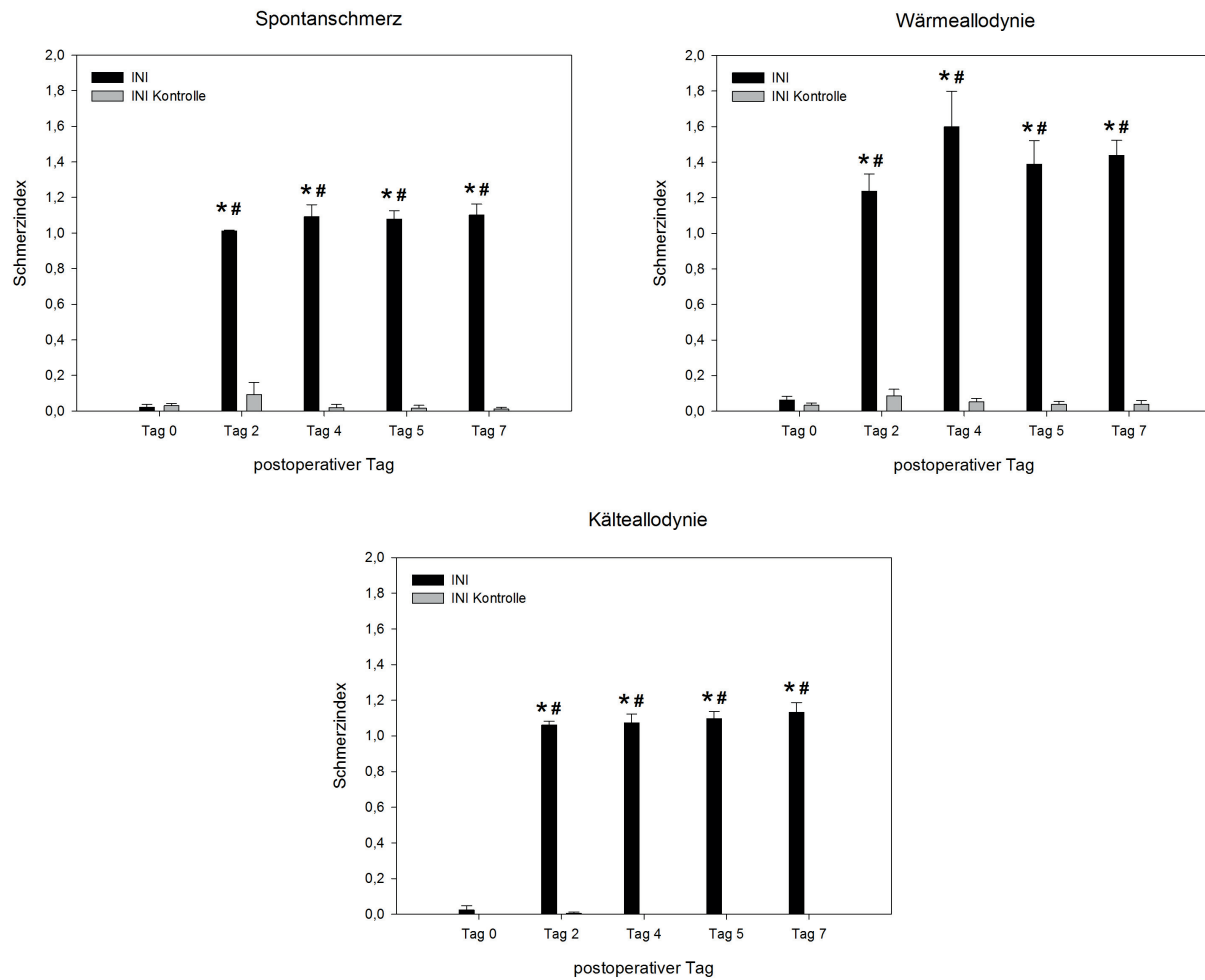 Spontanschmerz
2,0
1,8
1,6
1,4
1,2
1,0
0,8
0,6
0,4
0,2
0,0
Schmerzindex
INI
INI Kontrolle
*#
*#
*#
*#
Tag 0 Tag 2 Tag 4 Tag 5 Tag 7
postoperativer Tag
Wärmeallodynie
2,0
1,8
1,6
1,4
1,2
1,0
0,8
0,6
0,4
0,2
0,0
Schmerzindex
INI
INI Kontrolle
*#
*#
*#
*#
Tag 0 Tag 2 Tag 4 Tag 5 Tag 7
postoperativer Tag
Kälteallodynie
2,0
1,8
1,6
1,4
1,2
1,0
0,8
0,6
0,4
0,2
0,0
Schmerzindex
INI
INI Kontrolle
*#
*#
*#
*#
Tag 0 Tag 2 Tag 4 Tag 5 Tag 7
postoperativer Tag